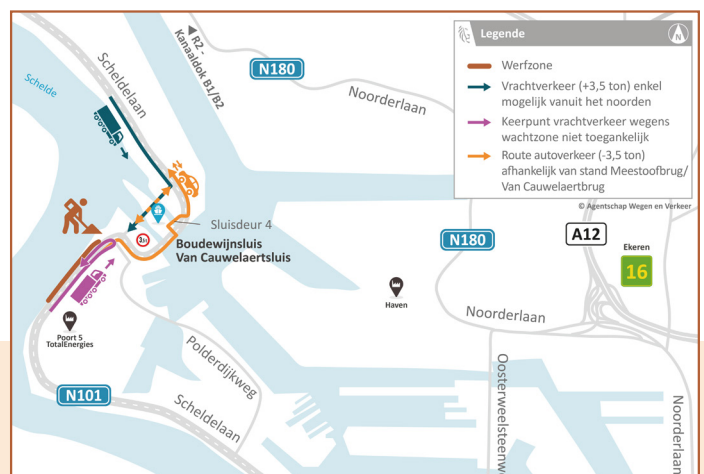 Legende
Werfzone
Vrachtverkeer (+3,5 ton) enkel
mogelijk vanuit het noorden
Keerpunt vrachtverkeer wegens
wachtzone niet toegankelijk
Route autoverkeer (-3,5 ton)
afhankelijk van stand Meestoofbrug/
Van Cauwelaertbrug
N
© Agentschap Wegen en Verkeer
R2 -
Kanaaldok B1/B2
Scheldelaan
Schelde
N180
Noorderlaan
Sluisdeur 4
Boudewijnsluis
Van Cauwelaertsluis
N180
A12
Ekeren
16
Haven
Noorderlaan
Poort 5
TotalEnergies
Polderdijkweg
N101
Scheldelaan
Oosterweelsteenw
Noorderlaan